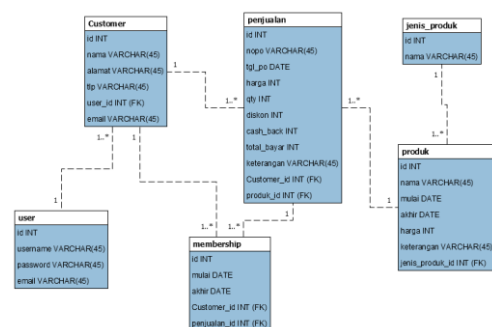 Customer
id INT
nama VARCHAR(45)
alamat VARCHAR(45)
tlp VARCHAR(45)
user_id INT (FK)
email VARCHAR(45)
penjualan
id INT
nopo VARCHAR(45)
tgl_po DATE
harga INT
qty INT
diskon INT
cash_back INT
total_bayar INT
keterangan VARCHAR(45)
Customer_id INT (FK)
produk_id INT (FK)
jenis_produk
id INT
nama VARCHAR(45)
1
1..*
1..*
1
1
1..*
1..*
1
produk
id INT
nama VARCHAR(45)
mulai DATE
akhir DATE
harga INT
keterangan VARCHAR(45)
jenis_produk_id INT (FK)
user
id INT
username VARCHAR(45)
password VARCHAR(45)
email VARCHAR(45)
1
1
1..*
1..*
membership
id INT
mulai DATE
akhir DATE
Customer_id INT (FK)
penjualan_id INT (FK)